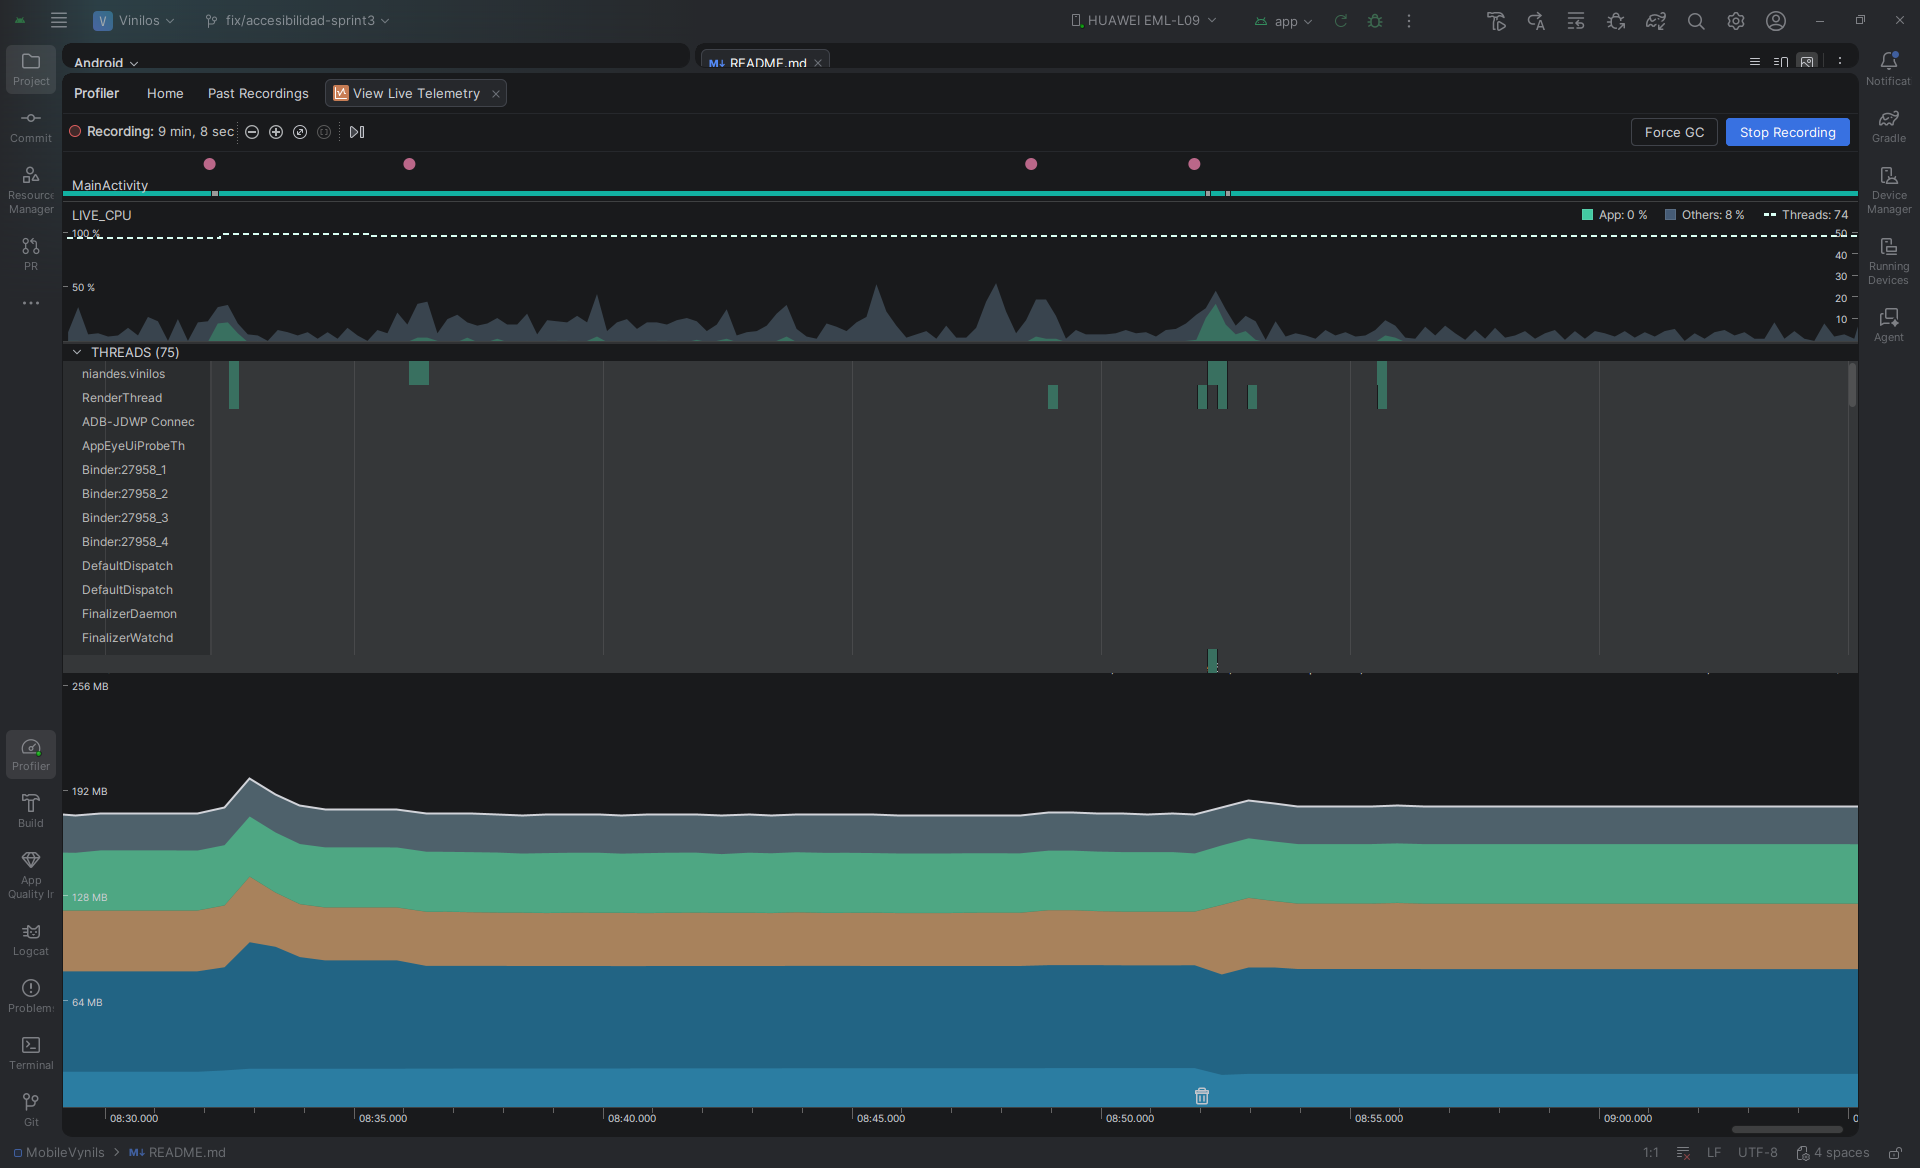 V Vinilos
fix/accesibilidad-sprint3
HUAWEI EML-L09
app
Project
Android
README.md
Notificat
Profiler
Home
Past Recordings
View Live Telemetry
Recording: 9 min, 8 sec
Force GC
Stop Recording
Commit
Gradle
MainActivity
Resource
Manager
Device
Manager
LIVE_CPU
App: 0 %
Others: 8 %
Threads: 74
100 %
50
40
30
50 %
20
10
PR
Running
Devices
Agent
THREADS (75)
niandes.vinilos
RenderThread
ADB-JDWP Connec
AppEyeUiProbeTh
Binder:27958_1
Binder:27958_2
Binder:27958_3
Binder:27958_4
DefaultDispatch
DefaultDispatch
FinalizerDaemon
FinalizerWatchd
256 MB
192 MB
128 MB
64 MB
Profiler
Build
App
Quality Ir
Logcat
Problem
Terminal
Git
08:30.000
08:35.000
08:40.000
08:45.000
08:50.000
08:55.000
09:00.000
MobileVynils
README.md
1:1
LF
UTF-8
4 spaces